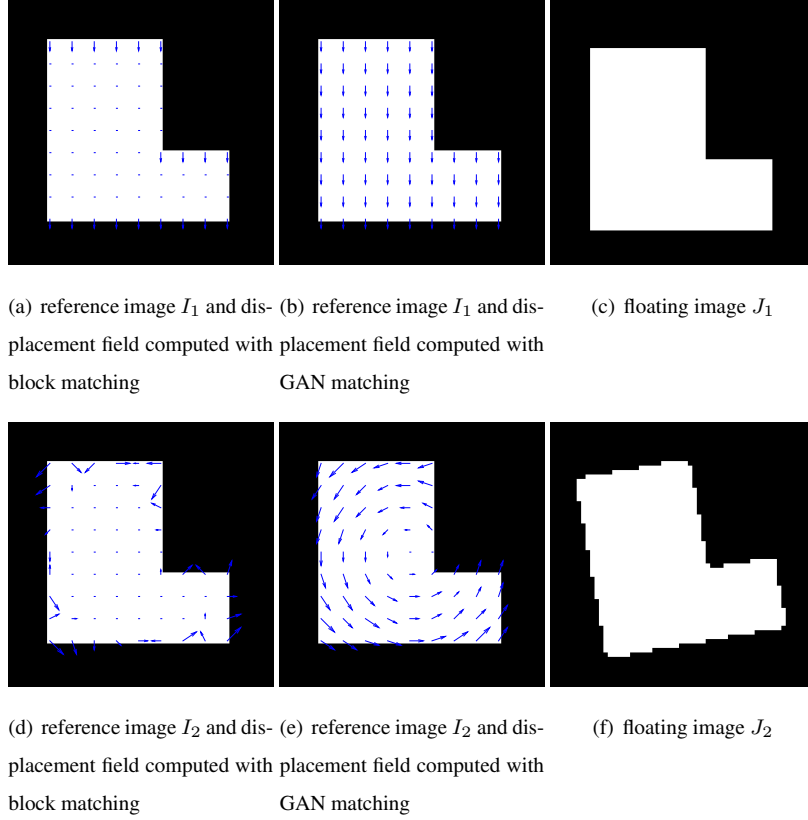 (a) reference image I1 and dis-
placement field computed with
block matching
(b) reference image I1 and dis-
placement field computed with
GAN matching
(c) floating image J1
(d) reference image I2 and dis-
placement field computed with
block matching
(e) reference image I2 and dis-
placement field computed with
GAN matching
(f) floating image J2